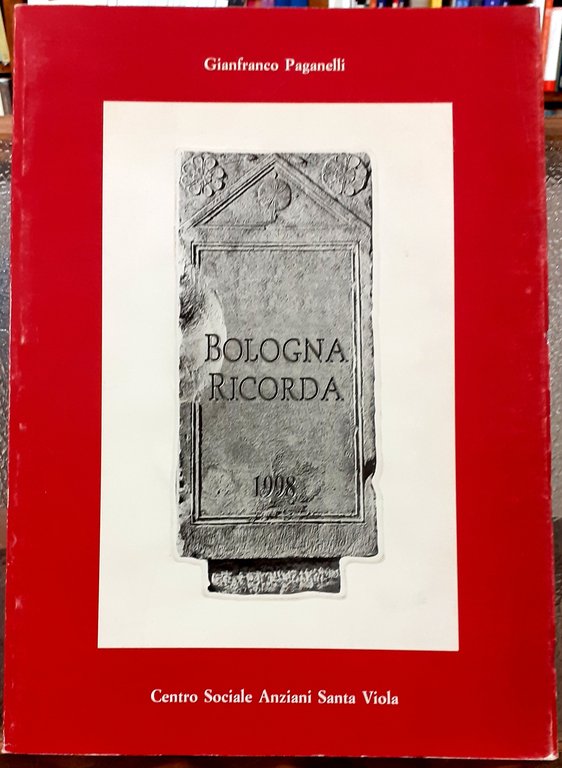 Gianfranco Paganelli
BOLOGNA
RICORDA
1998
Centro Sociale Anziani Santa Viola